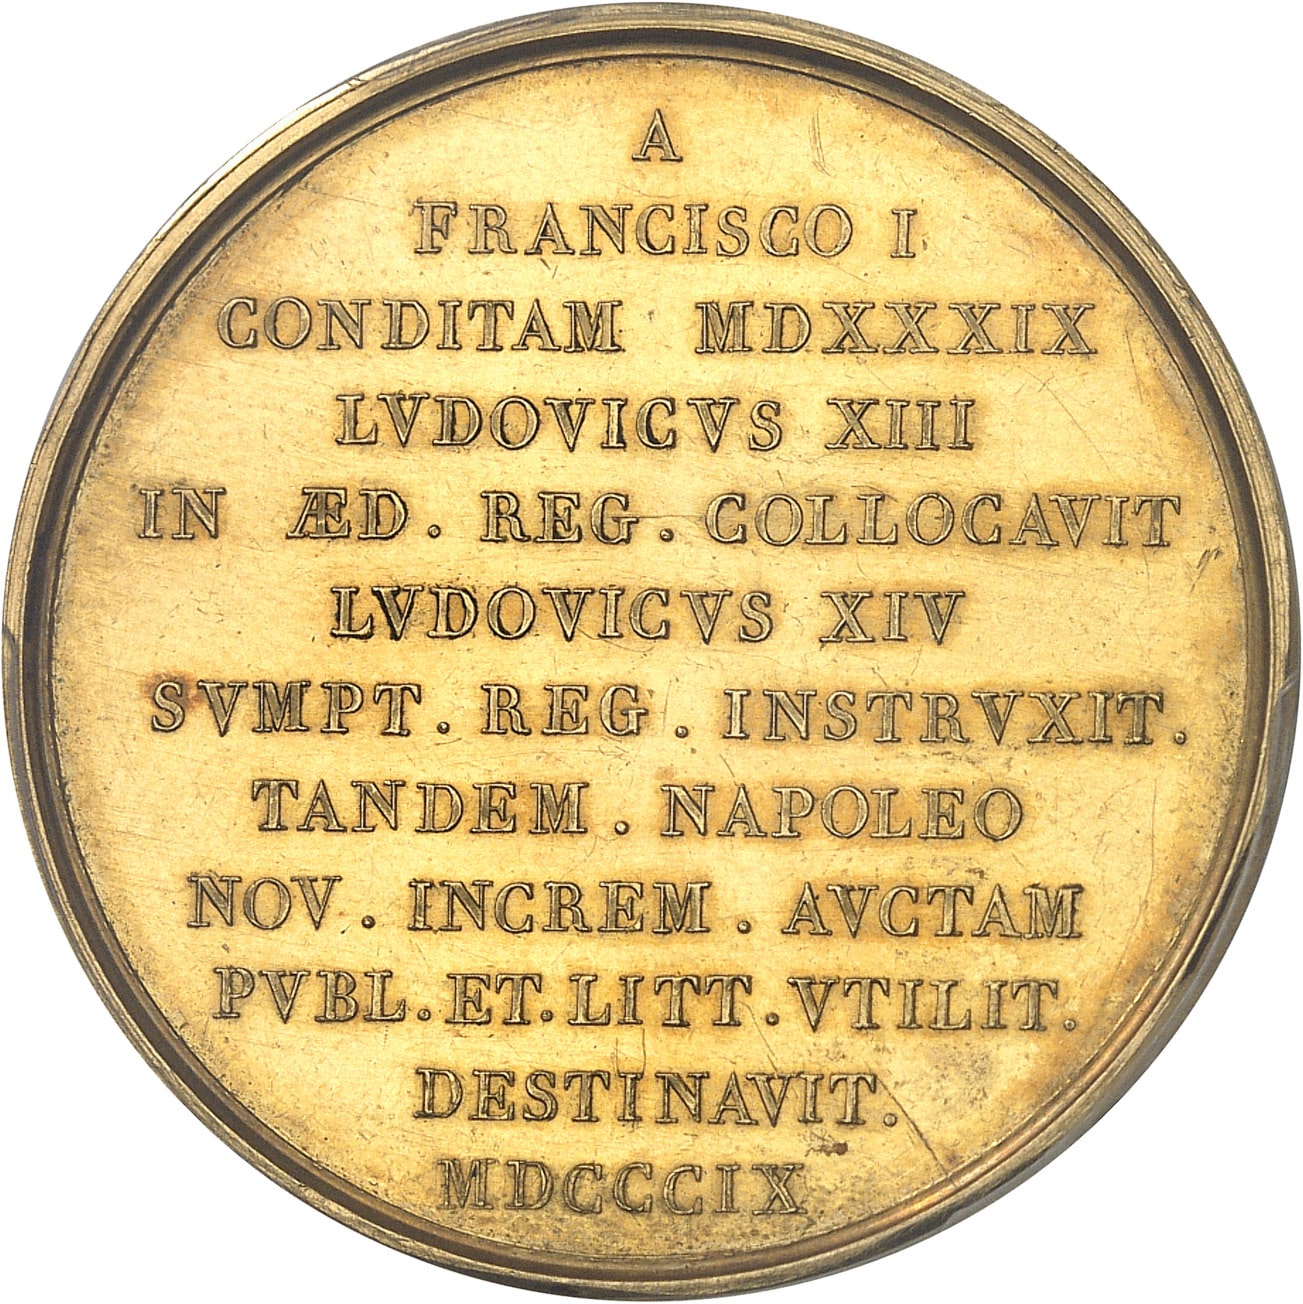 A
FRANCISCO I
CONDITAM MDXXXIX
LVDOVICVS XIII
IN ÆD. REG. COLLOCAVIT
LVDOVICVS XIV
SVMPT. REG. INSTRVXIT.
TANDEM. NAPOLEO
NOV. INCREM. AVCTAM
PVBL. ET. LITT. VTILIT.
DESTINAVIT.
MDCCCIX